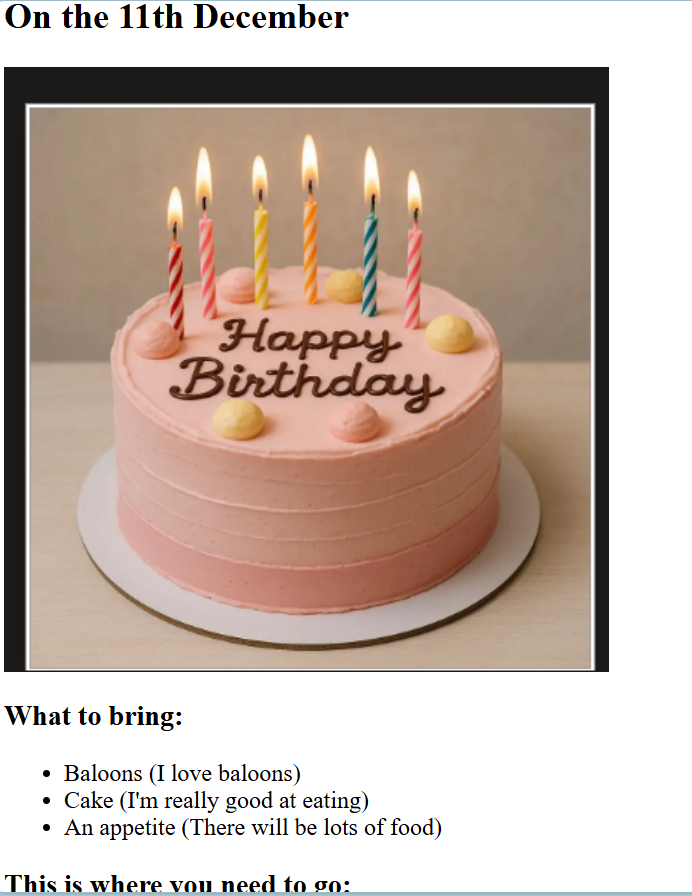 On the 11th December
Happy
Birthday
What to bring:
Baloons (I love baloons)
Cake (I'm really good at eating)
An appetite (There will be lots of food)
This is where you need to go: